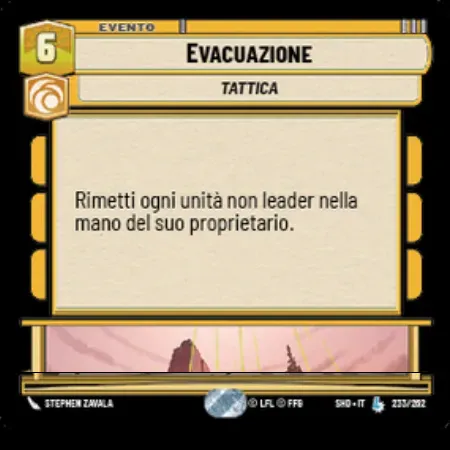 EVENTO
6
EVACUAZIONE
TATTICA
Rimetti ogni unità non leader nella
mano del suo proprietario.
STEPHEN ZAVALA
© LFL © FFG
SHD • IT
233/262